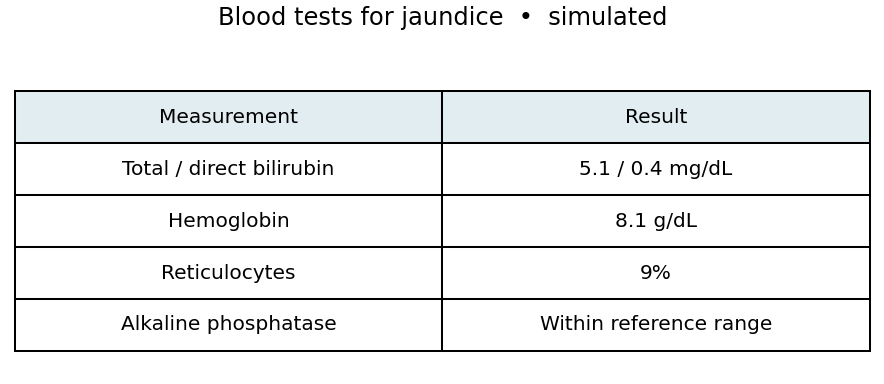 Blood tests for jaundice • simulated
Measurement Result
Total / direct bilirubin 5.1 / 0.4 mg/dL
Hemoglobin 8.1 g/dL
Reticulocytes 9%
Alkaline phosphatase Within reference range